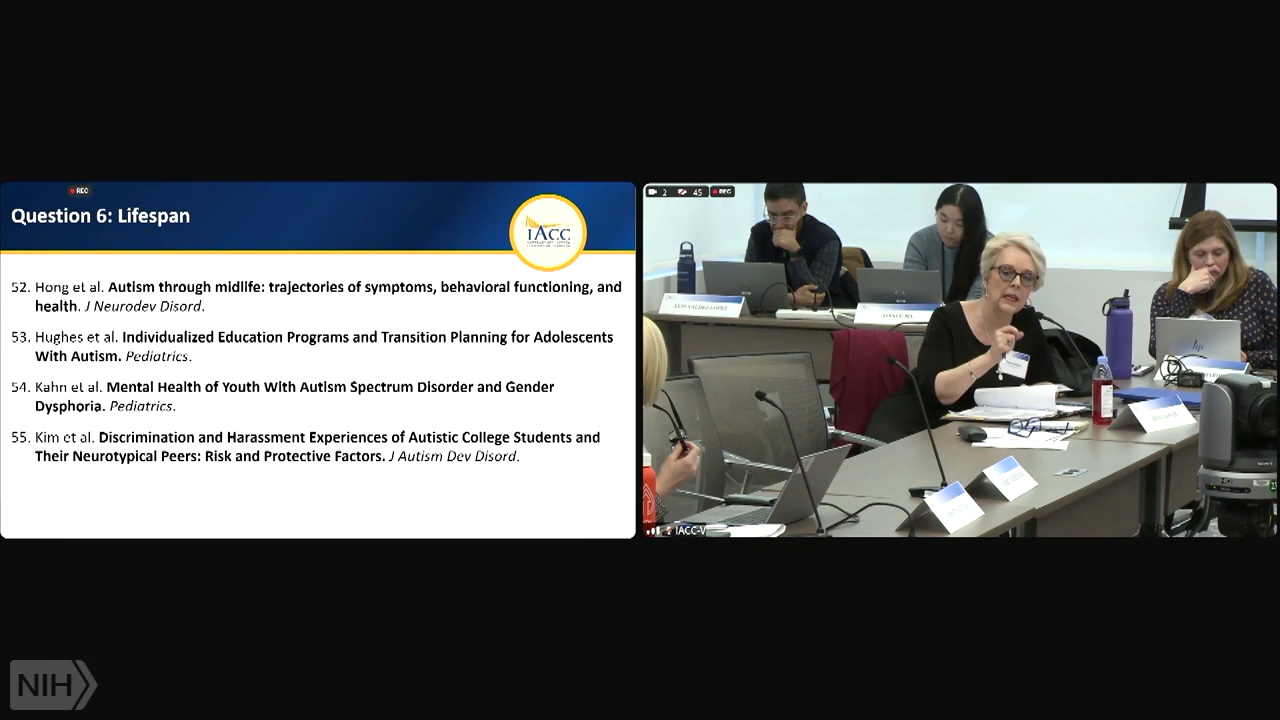 REC
Question 6: Lifespan
IACC
52. Hong et al. Autism through midlife: trajectories of symptoms, behavioral functioning, and
health. J Neurodev Disord.
53. Hughes et al. Individualized Education Programs and Transition Planning for Adolescents
With Autism. Pediatrics.
54. Kahn et al. Mental Health of Youth With Autism Spectrum Disorder and Gender
Dysphoria. Pediatrics.
55. Kim et al. Discrimination and Harassment Experiences of Autistic College Students and
Their Neurotypical Peers: Risk and Protective Factors. J Autism Dev Disord.
2 45 REC
hp
IACC-V
NIH